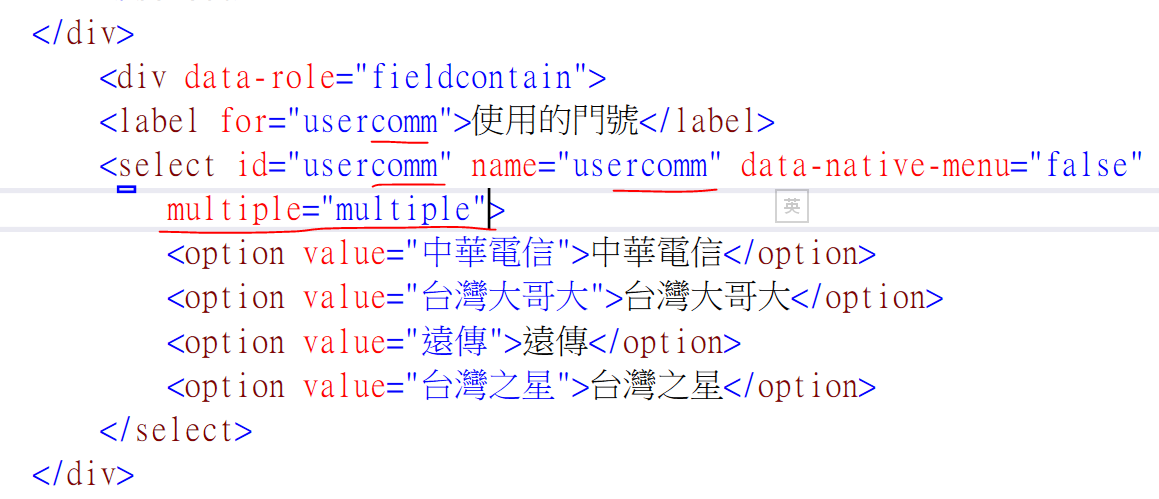 </div>
<div data-role="fieldcontain">
<label for="usercomm">使用的門號</label>
<select id="usercomm" name="usercomm" data-native-menu="false"
multiple="multiple">
英
<option value="中華電信">中華電信</option>
<option value="台灣大哥大">台灣大哥大</option>
<option value="遠傳">遠傳</option>
<option value="台灣之星">台灣之星</option>
</select>
</div>